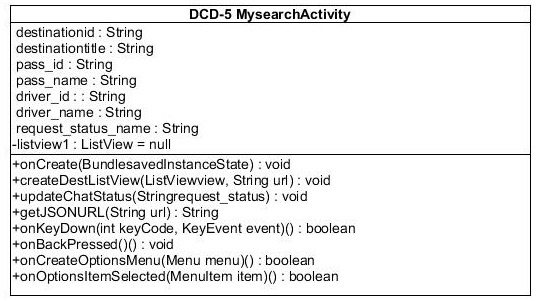 DCD-5 MysearchActivity
destinationid : String
destinationtitle : String
pass_id : String
pass_name : String
driver_id : : String
driver_name : String
request_status_name : String
-listview1 : ListView = null
+onCreate(BundlesavedInstanceState) : void
+createDestListView(ListViewview, String url) : void
+updateChatStatus(Stringrequest_status) : void
+getJSONURL(String url) : String
+onKeyDown(int keyCode, KeyEvent event)() : boolean
+onBackPressed()() : void
+onCreateOptionsMenu(Menu menu)() : boolean
+onOptionsItemSelected(MenuItem item)() : boolean